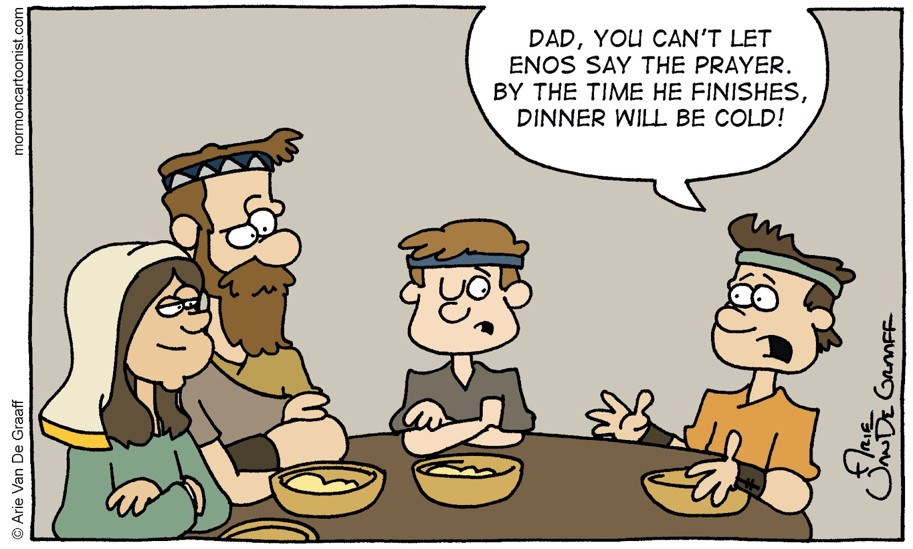 DAD, YOU CAN'T LET
ENOS SAY THE PRAYER.
BY THE TIME HE FINISHES,
DINNER WILL BE COLD!
mormoncartoonist.com
© Arie Van De Graaff
ARIE
VAN DE GRAAFF